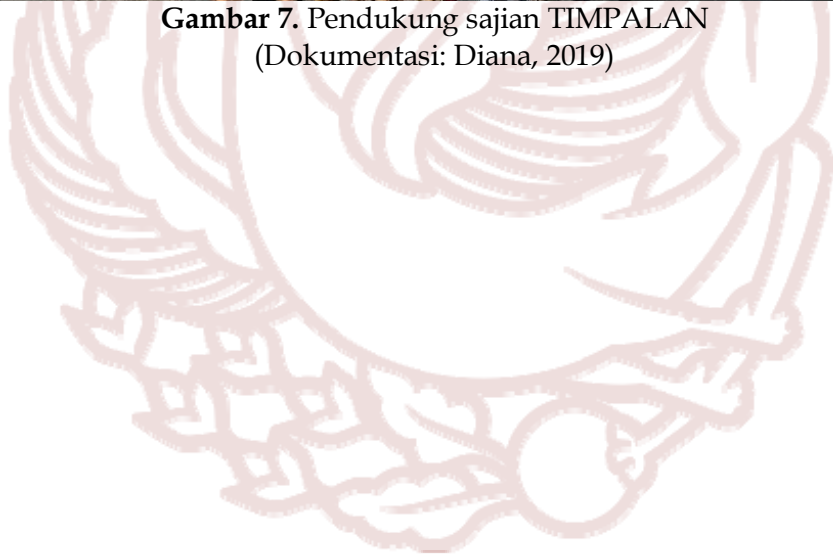 Gambar 7. Pendukung sajian TIMPALAN
(Dokumentasi: Diana, 2019)